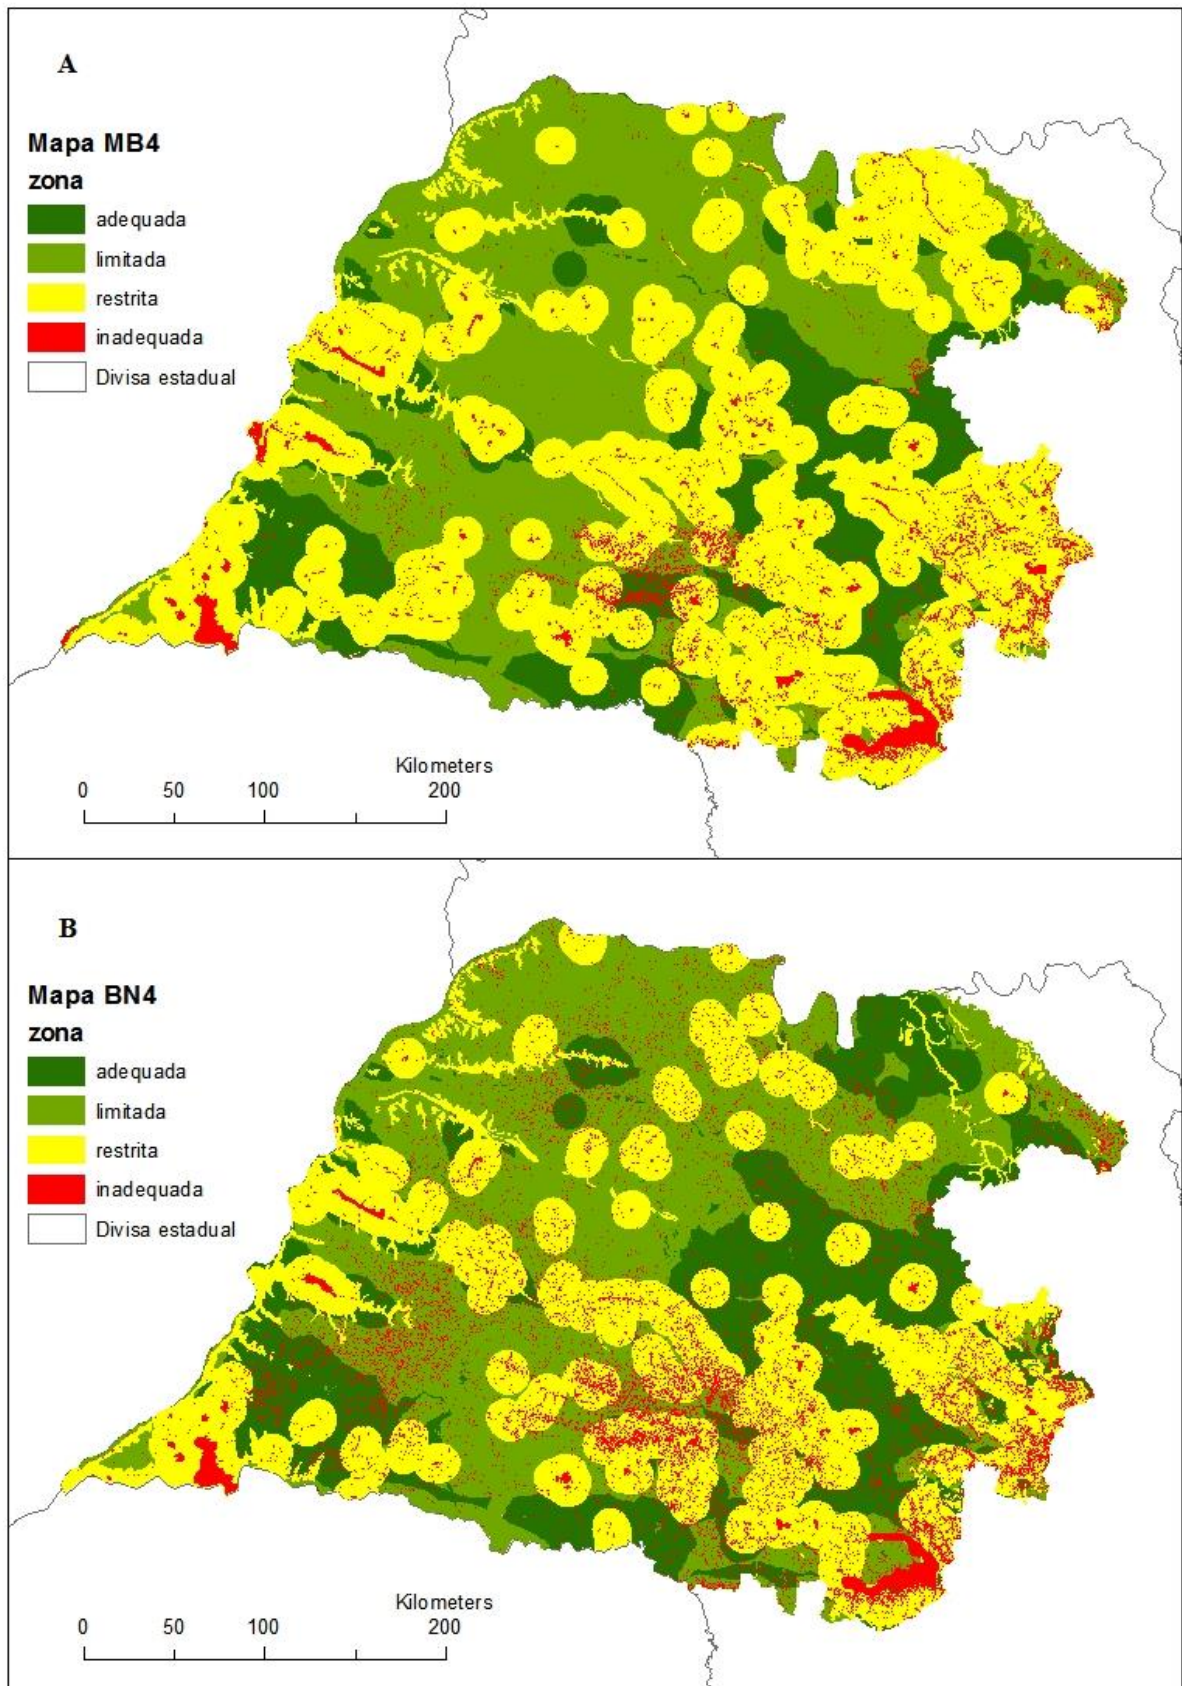 A
Mapa MB4
zona
adequada
limitada
restrita
inadequada
Divisa estadual
Kilometers
0 50 100 200
B
Mapa BN4
zona
adequada
limitada
restrita
inadequada
Divisa estadual
Kilometers
0 50 100 200